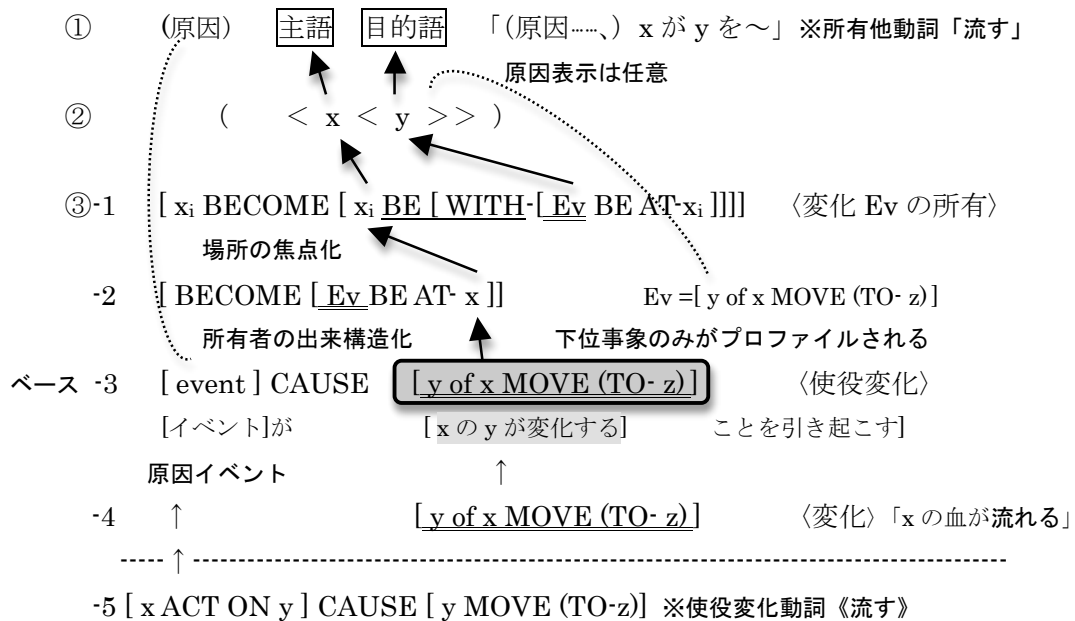 ① (原因) 主語 目的語 「(原因……、) x が y を～」 ※所有他動詞「流す」
原因表示は任意
② ( < x < y >> )
③-1 [ xi BECOME [ xi BE [ WITH-[ Ev BE AT-xi ]]]] 〈変化 Ev の所有〉
場所の焦点化
-2 [ BECOME [ Ev BE AT- x ]] Ev =[ y of x MOVE (TO- z) ]
所有者の出来構造化 下位事象のみがプロファイルされる
ベース -3 [ event ] CAUSE [ y of x MOVE (TO- z) ] 〈使役変化〉
[イベント]が [ x の y が変化する] ことを引き起こす]
原因イベント ↑
-4 ↑ [ y of x MOVE (TO- z) ] 〈変化〉「x の血が流れる」
----- ↑ ------------------------------------------------------------
-5 [ x ACT ON y ] CAUSE [ y MOVE (TO-z)] ※使役変化動詞《流す》